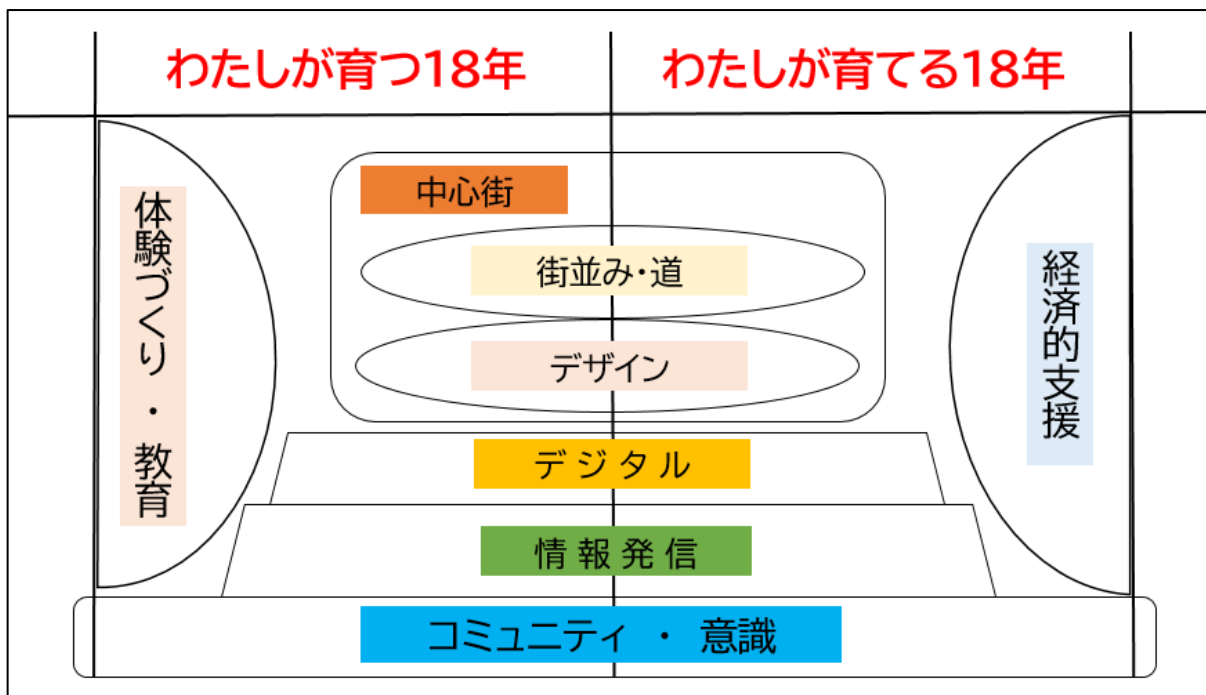 わたしが育つ18年
わたしが育てる18年
体験づくり・教育
中心街
街並み・道
デザイン
経済的支援
デジタル
情報発信
コミュニティ・意識